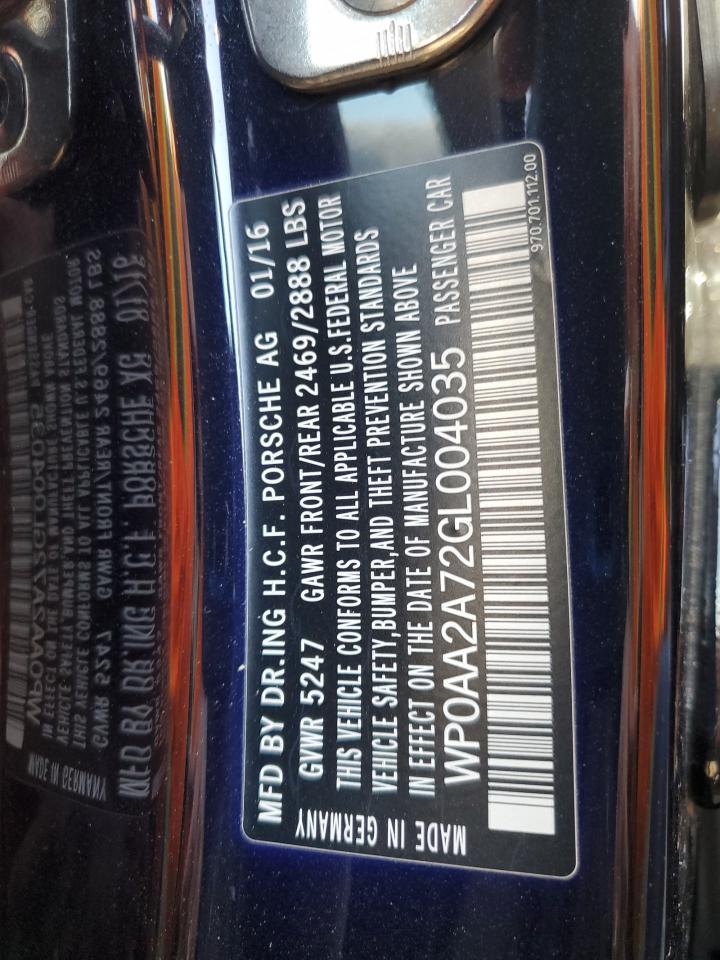 MFD BY DR.ING H.C.F. PORSCHE AG 01/16
GVWR 5247 GAWR FRONT/REAR 2469/2888 LBS
THIS VEHICLE CONFORMS TO ALL APPLICABLE U.S.FEDERAL MOTOR
VEHICLE SAFETY,BUMPER,AND THEFT PREVENTION STANDARDS
IN EFFECT ON THE DATE OF MANUFACTURE SHOWN ABOVE
WP0AA2A72GL004035 PASSENGER CAR
970.701.112.00
MADE IN GERMANY